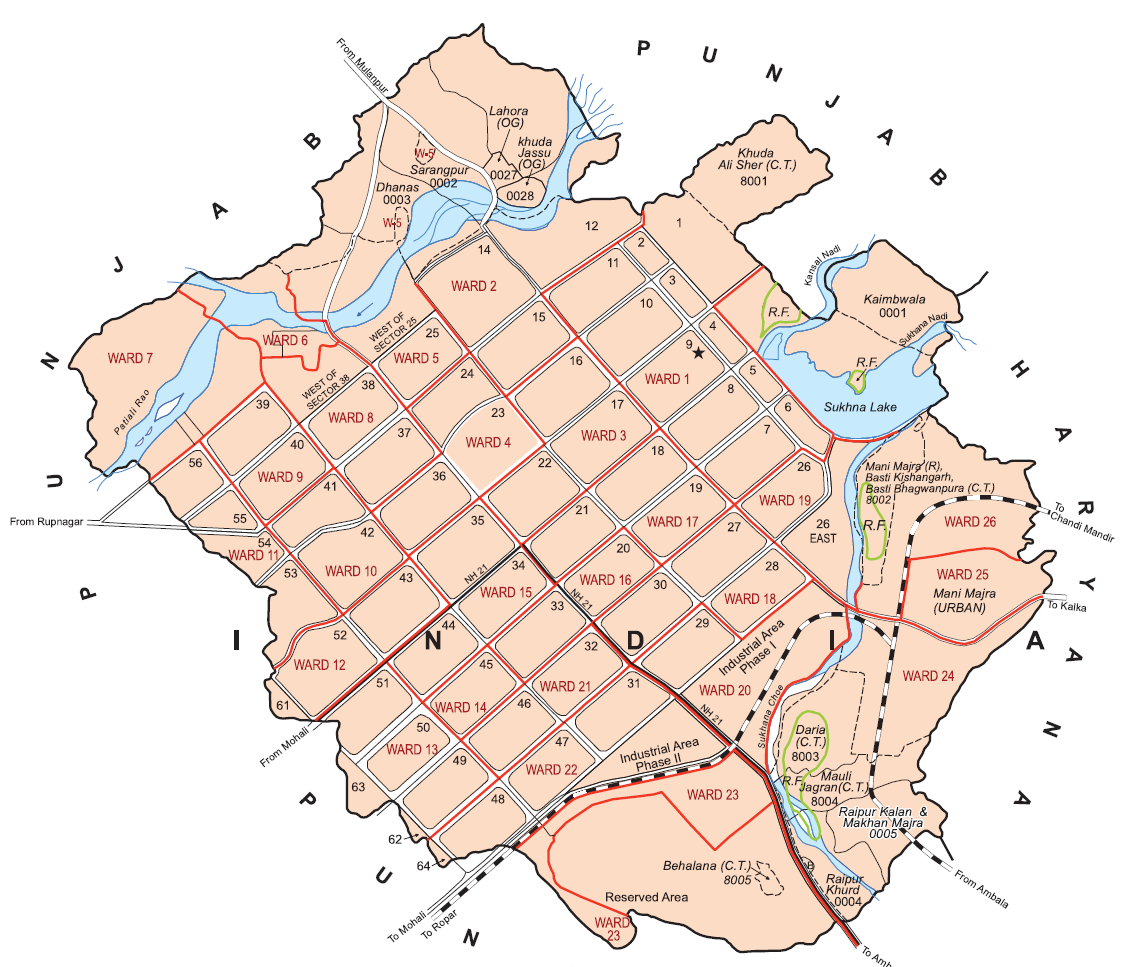 P U N J A B
From Mulanpur
Lahora
(OG)
khuda
Jassu
(OG)
W-5
Sarangpur
0002
0027
0028
Dhanas
0003
W-5
Khuda
Ali Sher (C.T.)
8001
12
1
2
14
11
3
WARD 2
10
Kansal Nadi
Kaimbwala
0001
R.F.
Sukhana Nadi
15
4
WEST OF
SECTOR 25
25
9
WARD 7
WARD 6
WARD 5
16
5
R.F.
WEST OF
SECTOR 38
38
24
WARD 1
8
Sukhna Lake
Patiali Rao
39
WARD 8
23
17
6
40
37
WARD 4
WARD 3
7
56
WARD 9
36
22
18
26
Mani Majra (R),
Basti Kishangarh,
Basti Bhagwanpura (C.T.)
8002
41
19
WARD 19
To
Chandi Mandir
From Rupnagar
55
42
35
21
WARD 17
27
26
EAST
R.F.
WARD 26
54
WARD 11
53
WARD 10
43
NH 21
34
20
28
WARD 25
Mani Majra
(URBAN)
WARD 15
NH 21
WARD 16
30
WARD 18
To Kalka
52
44
33
29
I N D I A
WARD 12
45
32
Industrial Area
Phase I
51
WARD 21
31
WARD 20
WARD 24
61
WARD 14
46
NH 21
Sukhana Choe
From Mohali
50
WARD 13
49
47
WARD 22
Industrial Area
Phase II
Daria
(C.T.)
8003
63
48
R.F.
Mauli
Jagran(C.T.)
8004
WARD 23
Raipur Kalan &
Makhan Majra
0005
62
64
Behalana (C.T.)
8005
Raipur
Khurd
0004
From Ambala
Reserved Area
WARD
23
To Mohali
To Ropar
To Amb
P U N J A B
H A R Y A N A
P U N